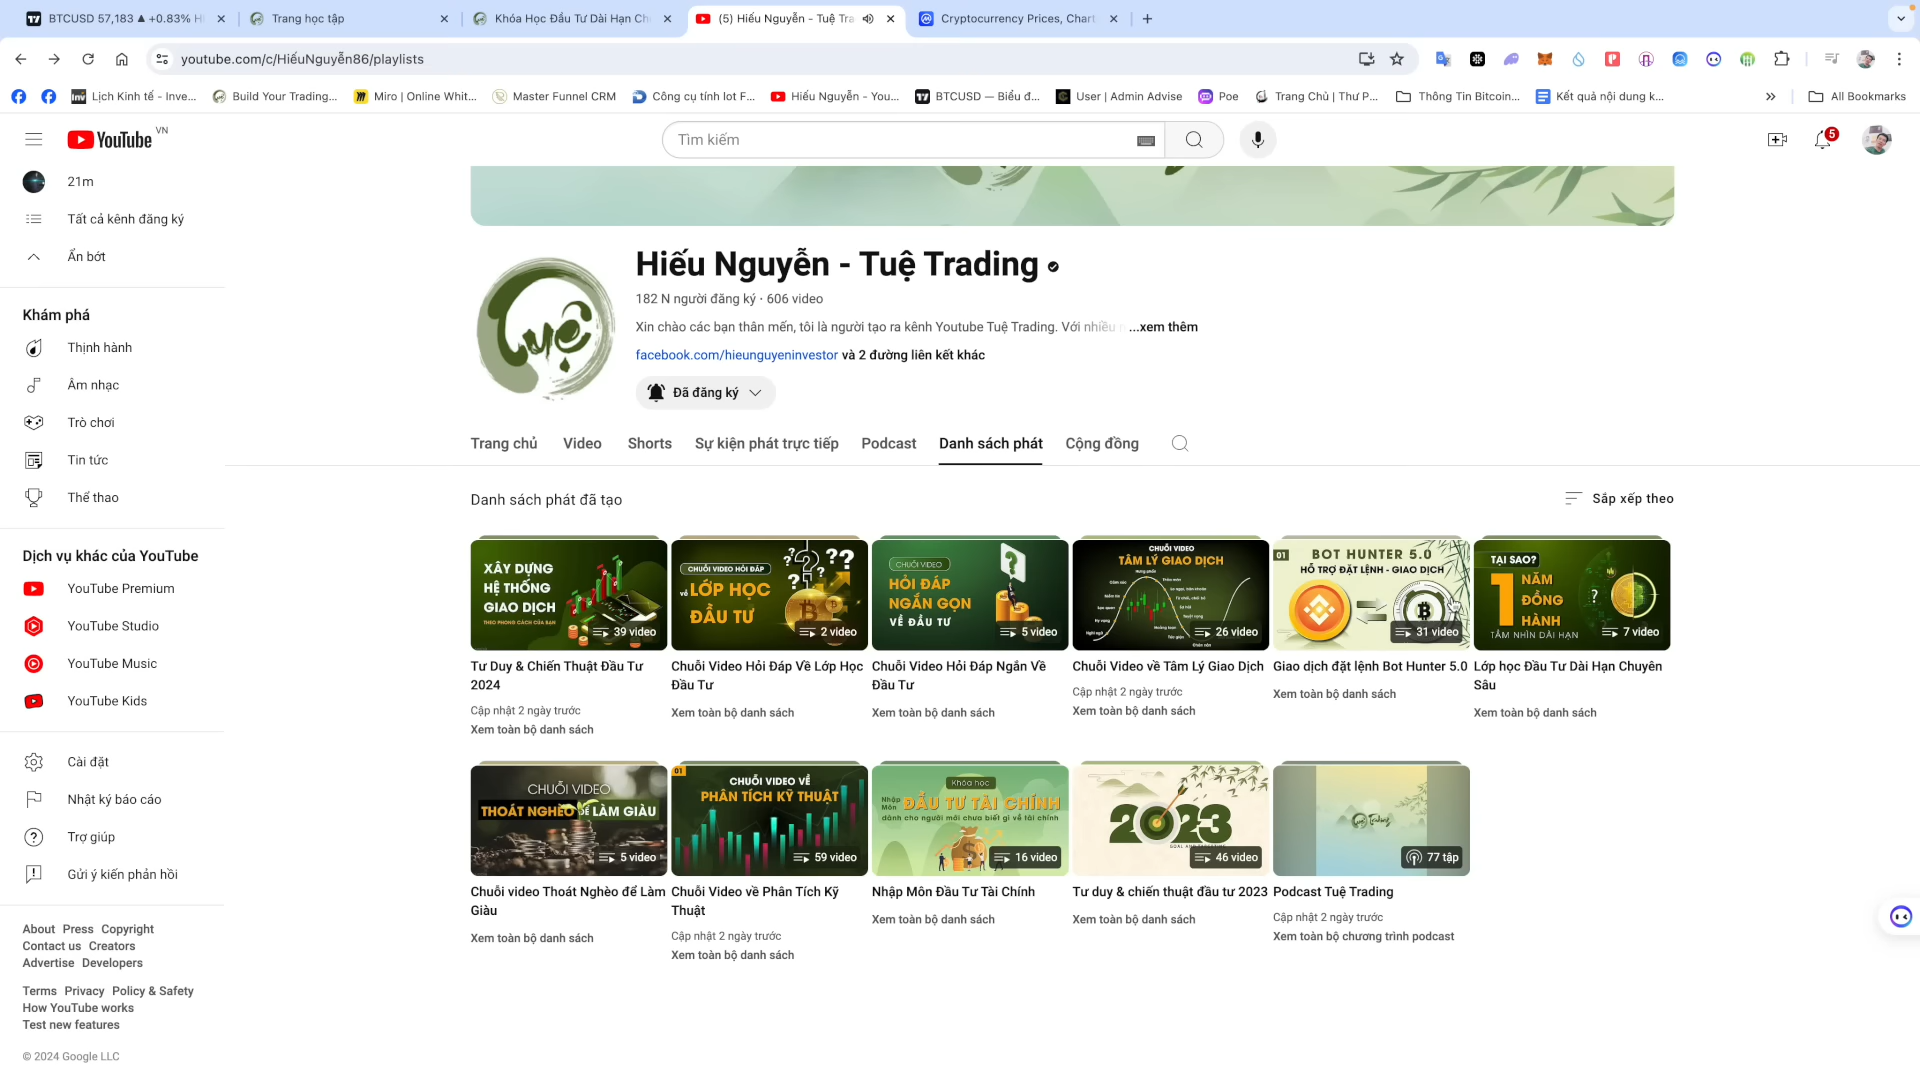 BTCUSD 57,183 ▲ +0.83%
Trang học tập
Khóa Học Đầu Tư Dài Hạn
(5) Hiếu Nguyễn - Tuệ Tra
Cryptocurrency Prices, Chart
youtube.com/c/HiếuNguyễn86/playlists
Lịch Kinh tế - Inve...
Build Your Trading...
Miro | Online Whit...
Master Funnel CRM
Công cụ tính lot F...
Hiếu Nguyễn - You...
BTCUSD — Biểu đ...
User | Admin Advise
Poe
Trang Chủ | Thư P...
Thông Tin Bitcoin...
Kết quả nội dung k...
All Bookmarks
YouTube VN
Tìm kiếm
5
21m
Tất cả kênh đăng ký
Ẩn bớt
Khám phá
Thịnh hành
Âm nhạc
Trò chơi
Tin tức
Thể thao
Dịch vụ khác của YouTube
YouTube Premium
YouTube Studio
YouTube Music
YouTube Kids
Cài đặt
Nhật ký báo cáo
Trợ giúp
Gửi ý kiến phản hồi
About Press Copyright
Contact us Creators
Advertise Developers
Terms Privacy Policy & Safety
How YouTube works
Test new features
© 2024 Google LLC
Tuệ
Hiếu Nguyễn - Tuệ Trading
182 N người đăng ký · 606 video
Xin chào các bạn thân mến, tôi là người tạo ra kênh Youtube Tuệ Trading. Với nhiều ...xem thêm
facebook.com/hieunguyeninvestor và 2 đường liên kết khác
Đã đăng ký
Trang chủ Video Shorts Sự kiện phát trực tiếp Podcast Danh sách phát Cộng đồng
Danh sách phát đã tạo
Sắp xếp theo
XÂY DỰNG
HỆ THỐNG
GIAO DỊCH
THEO PHONG CÁCH CỦA BẠN
39 video
Tư Duy & Chiến Thuật Đầu Tư
2024
Cập nhật 2 ngày trước
Xem toàn bộ danh sách
CHUỖI VIDEO HỎI ĐÁP
về LỚP HỌC
ĐẦU TƯ
2 video
Chuỗi Video Hỏi Đáp Về Lớp Học
Đầu Tư
Xem toàn bộ danh sách
CHUỖI VIDEO
HỎI ĐÁP
NGẮN GỌN
VỀ ĐẦU TƯ
5 video
Chuỗi Video Hỏi Đáp Ngắn Về
Đầu Tư
Xem toàn bộ danh sách
CHUỖI VIDEO
TÂM LÝ GIAO DỊCH
26 video
Chuỗi Video về Tâm Lý Giao Dịch
Cập nhật 2 ngày trước
Xem toàn bộ danh sách
01 BOT HUNTER 5.0
HỖ TRỢ ĐẶT LỆNH - GIAO DỊCH
31 video
Giao dịch đặt lệnh Bot Hunter 5.0
Xem toàn bộ danh sách
TẠI SAO?
1 NĂM
ĐỒNG
HÀNH
TẦM NHÌN DÀI HẠN
7 video
Lớp học Đầu Tư Dài Hạn Chuyên
Sâu
Xem toàn bộ danh sách
CHUỖI VIDEO
THOÁT NGHÈO ĐỂ LÀM GIÀU
5 video
Chuỗi video Thoát Nghèo để Làm
Giàu
Xem toàn bộ danh sách
01
CHUỖI VIDEO VỀ
PHÂN TÍCH KỸ THUẬT
59 video
Chuỗi Video về Phân Tích Kỹ
Thuật
Cập nhật 2 ngày trước
Xem toàn bộ danh sách
Khóa học
Nhập Môn ĐẦU TƯ TÀI CHÍNH
dành cho người mới chưa biết gì về tài chính
16 video
Nhập Môn Đầu Tư Tài Chính
Xem toàn bộ danh sách
2023
46 video
Tư duy & chiến thuật đầu tư 2023
Xem toàn bộ danh sách
Tuệ Trading
77 tập
Podcast Tuệ Trading
Cập nhật 2 ngày trước
Xem toàn bộ chương trình podcast